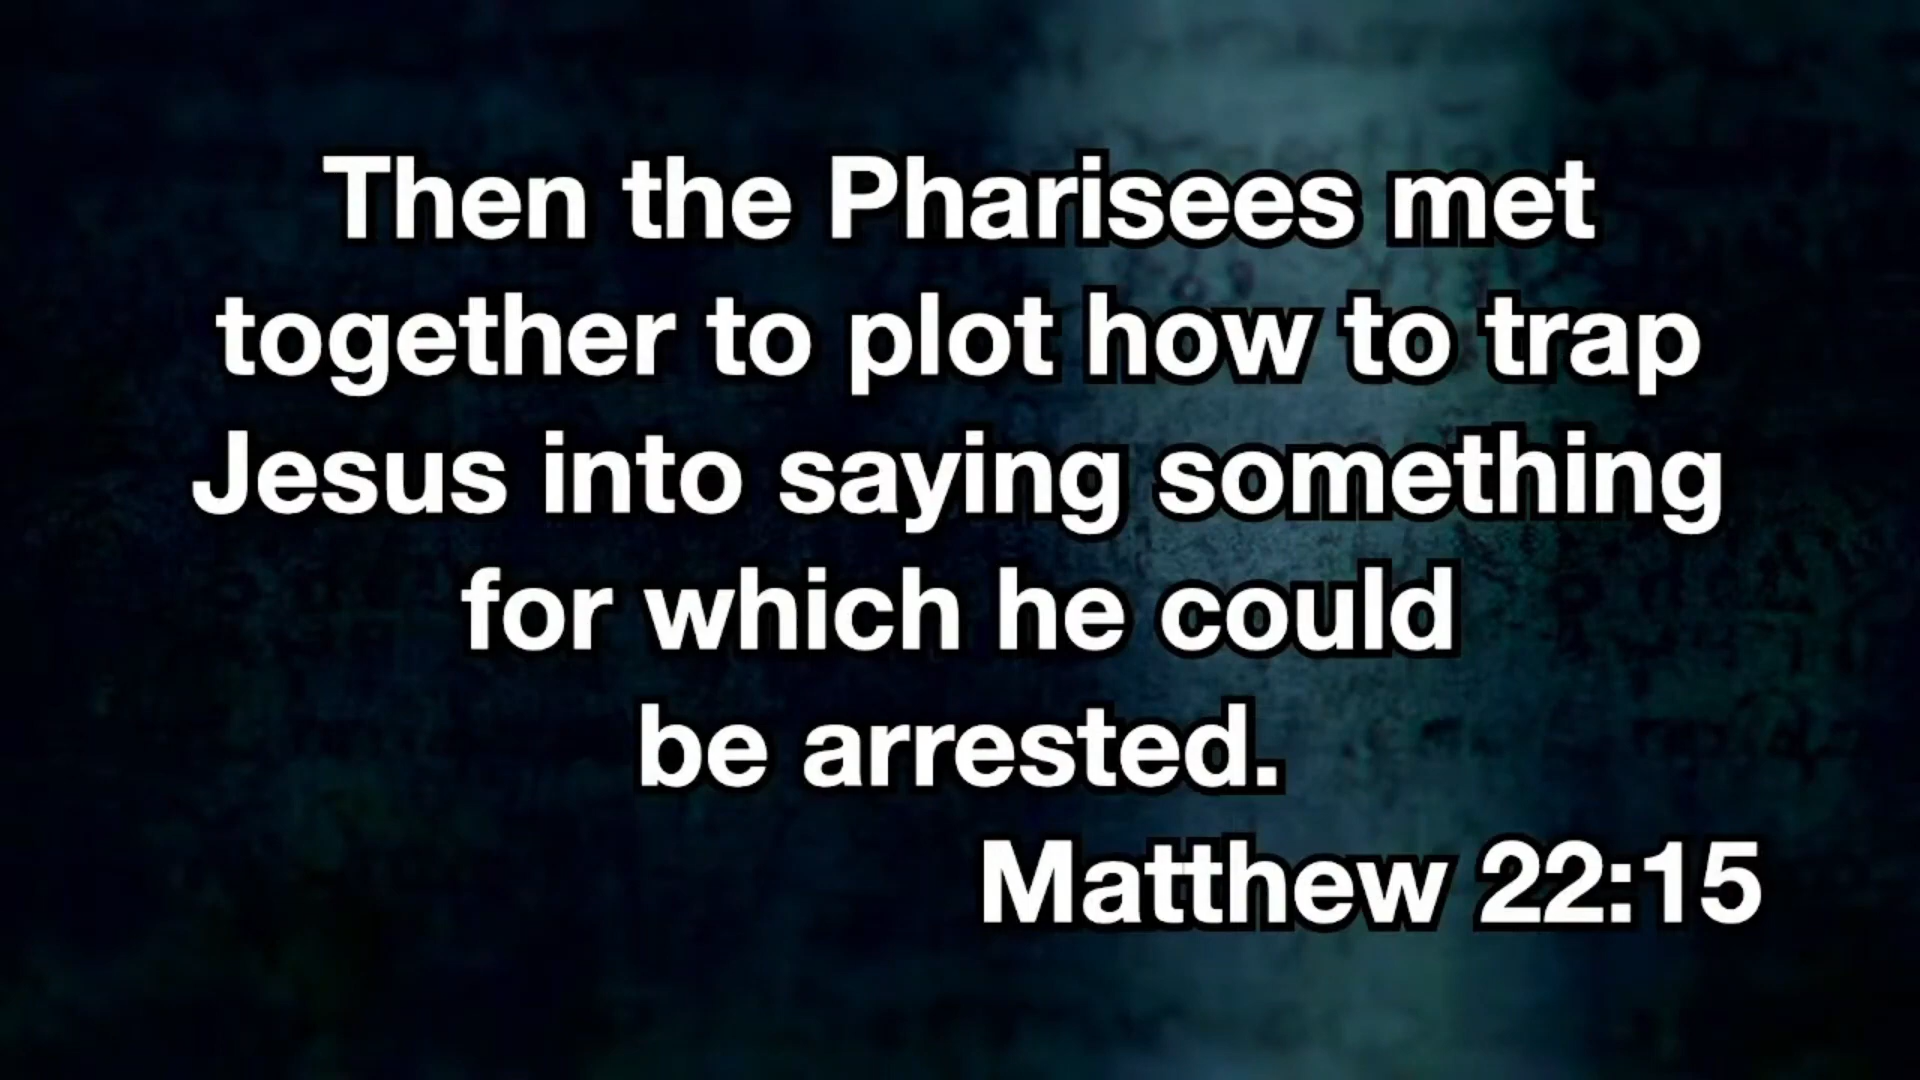 Then the Pharisees met
together to plot how to trap
Jesus into saying something
for which he could
be arrested.
Matthew 22:15